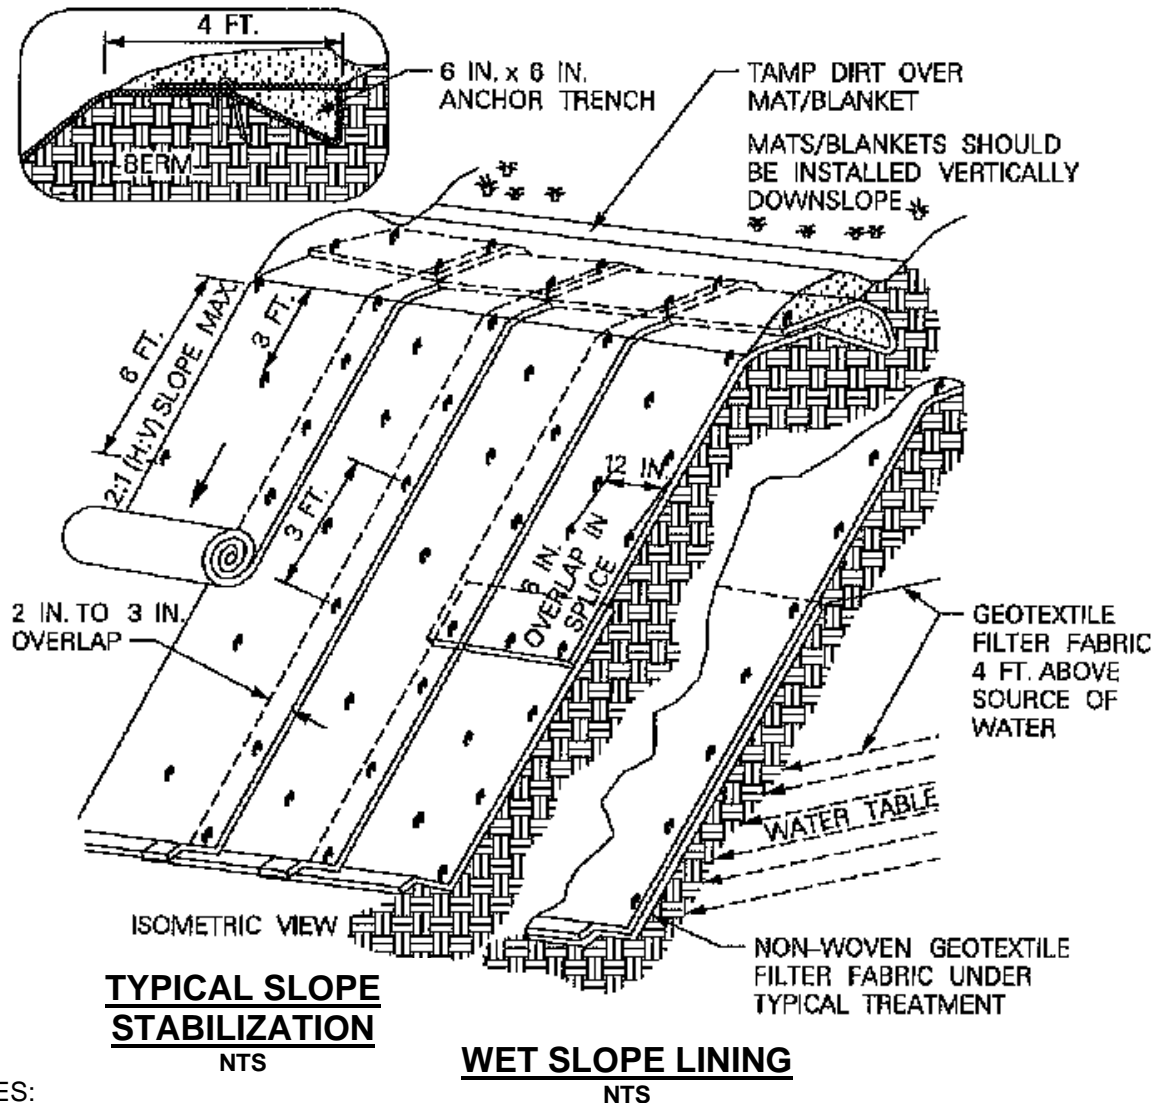 4 FT.
6 IN. x 6 IN.
ANCHOR TRENCH
BERM
TAMP DIRT OVER
MAT/BLANKET
MATS/BLANKETS SHOULD
BE INSTALLED VERTICALLY
DOWNSLOPE
6 FT.
2:1 (H:V) SLOPE MAX.
3 FT.
3 FT.
12 IN
6 IN.
OVERLAP IN
SPLICE
2 IN. TO 3 IN.
OVERLAP
GEOTEXTILE
FILTER FABRIC
4 FT. ABOVE
SOURCE OF
WATER
WATER TABLE
ISOMETRIC VIEW
NON-WOVEN GEOTEXTILE
FILTER FABRIC UNDER
TYPICAL TREATMENT
TYPICAL SLOPE
STABILIZATION
NTS
WET SLOPE LINING
NTS
ES: